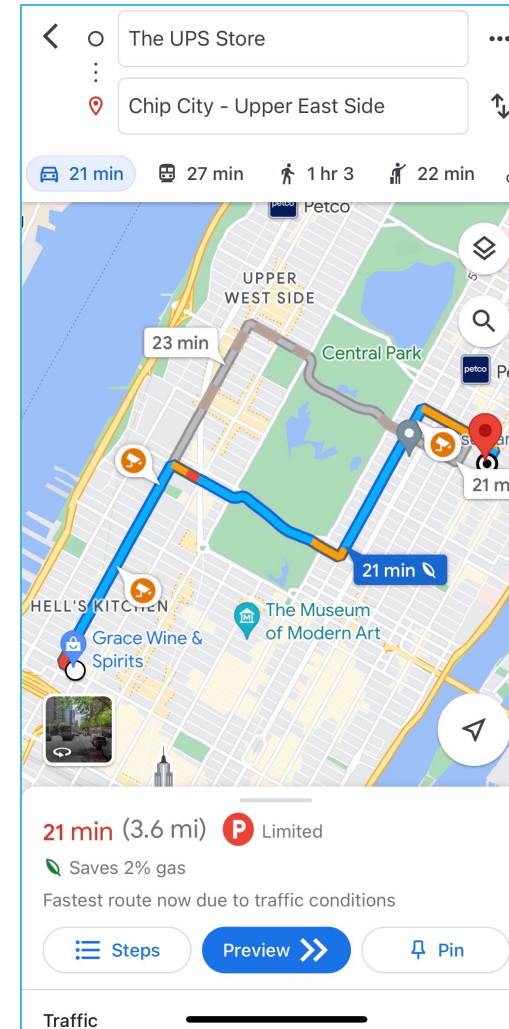 The UPS Store
Chip City - Upper East Side
21 min
27 min
1 hr 3
22 min
petco Petco
UPPER
WEST SIDE
23 min
Central Park
petco
21 m
21 min
HELL'S KITCHEN
The Museum
of Modern Art
Grace Wine &
Spirits
21 min (3.6 mi) P Limited
Saves 2% gas
Fastest route now due to traffic conditions
Steps
Preview
Pin
Traffic